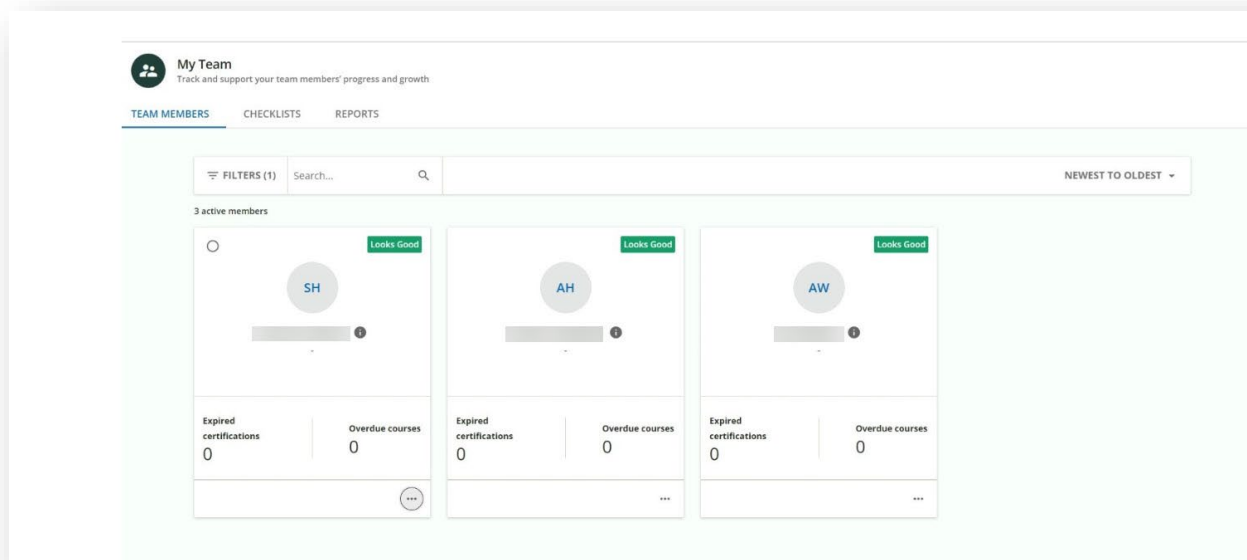 My Team
Track and support your team members' progress and growth
TEAM MEMBERS CHECKLISTS REPORTS
FILTERS (1) Search... NEWEST TO OLDEST
3 active members
Looks Good
SH
-
Expired certifications
0
Overdue courses
0
...
Looks Good
AH
-
Expired certifications
0
Overdue courses
0
...
Looks Good
AW
-
Expired certifications
0
Overdue courses
0
...